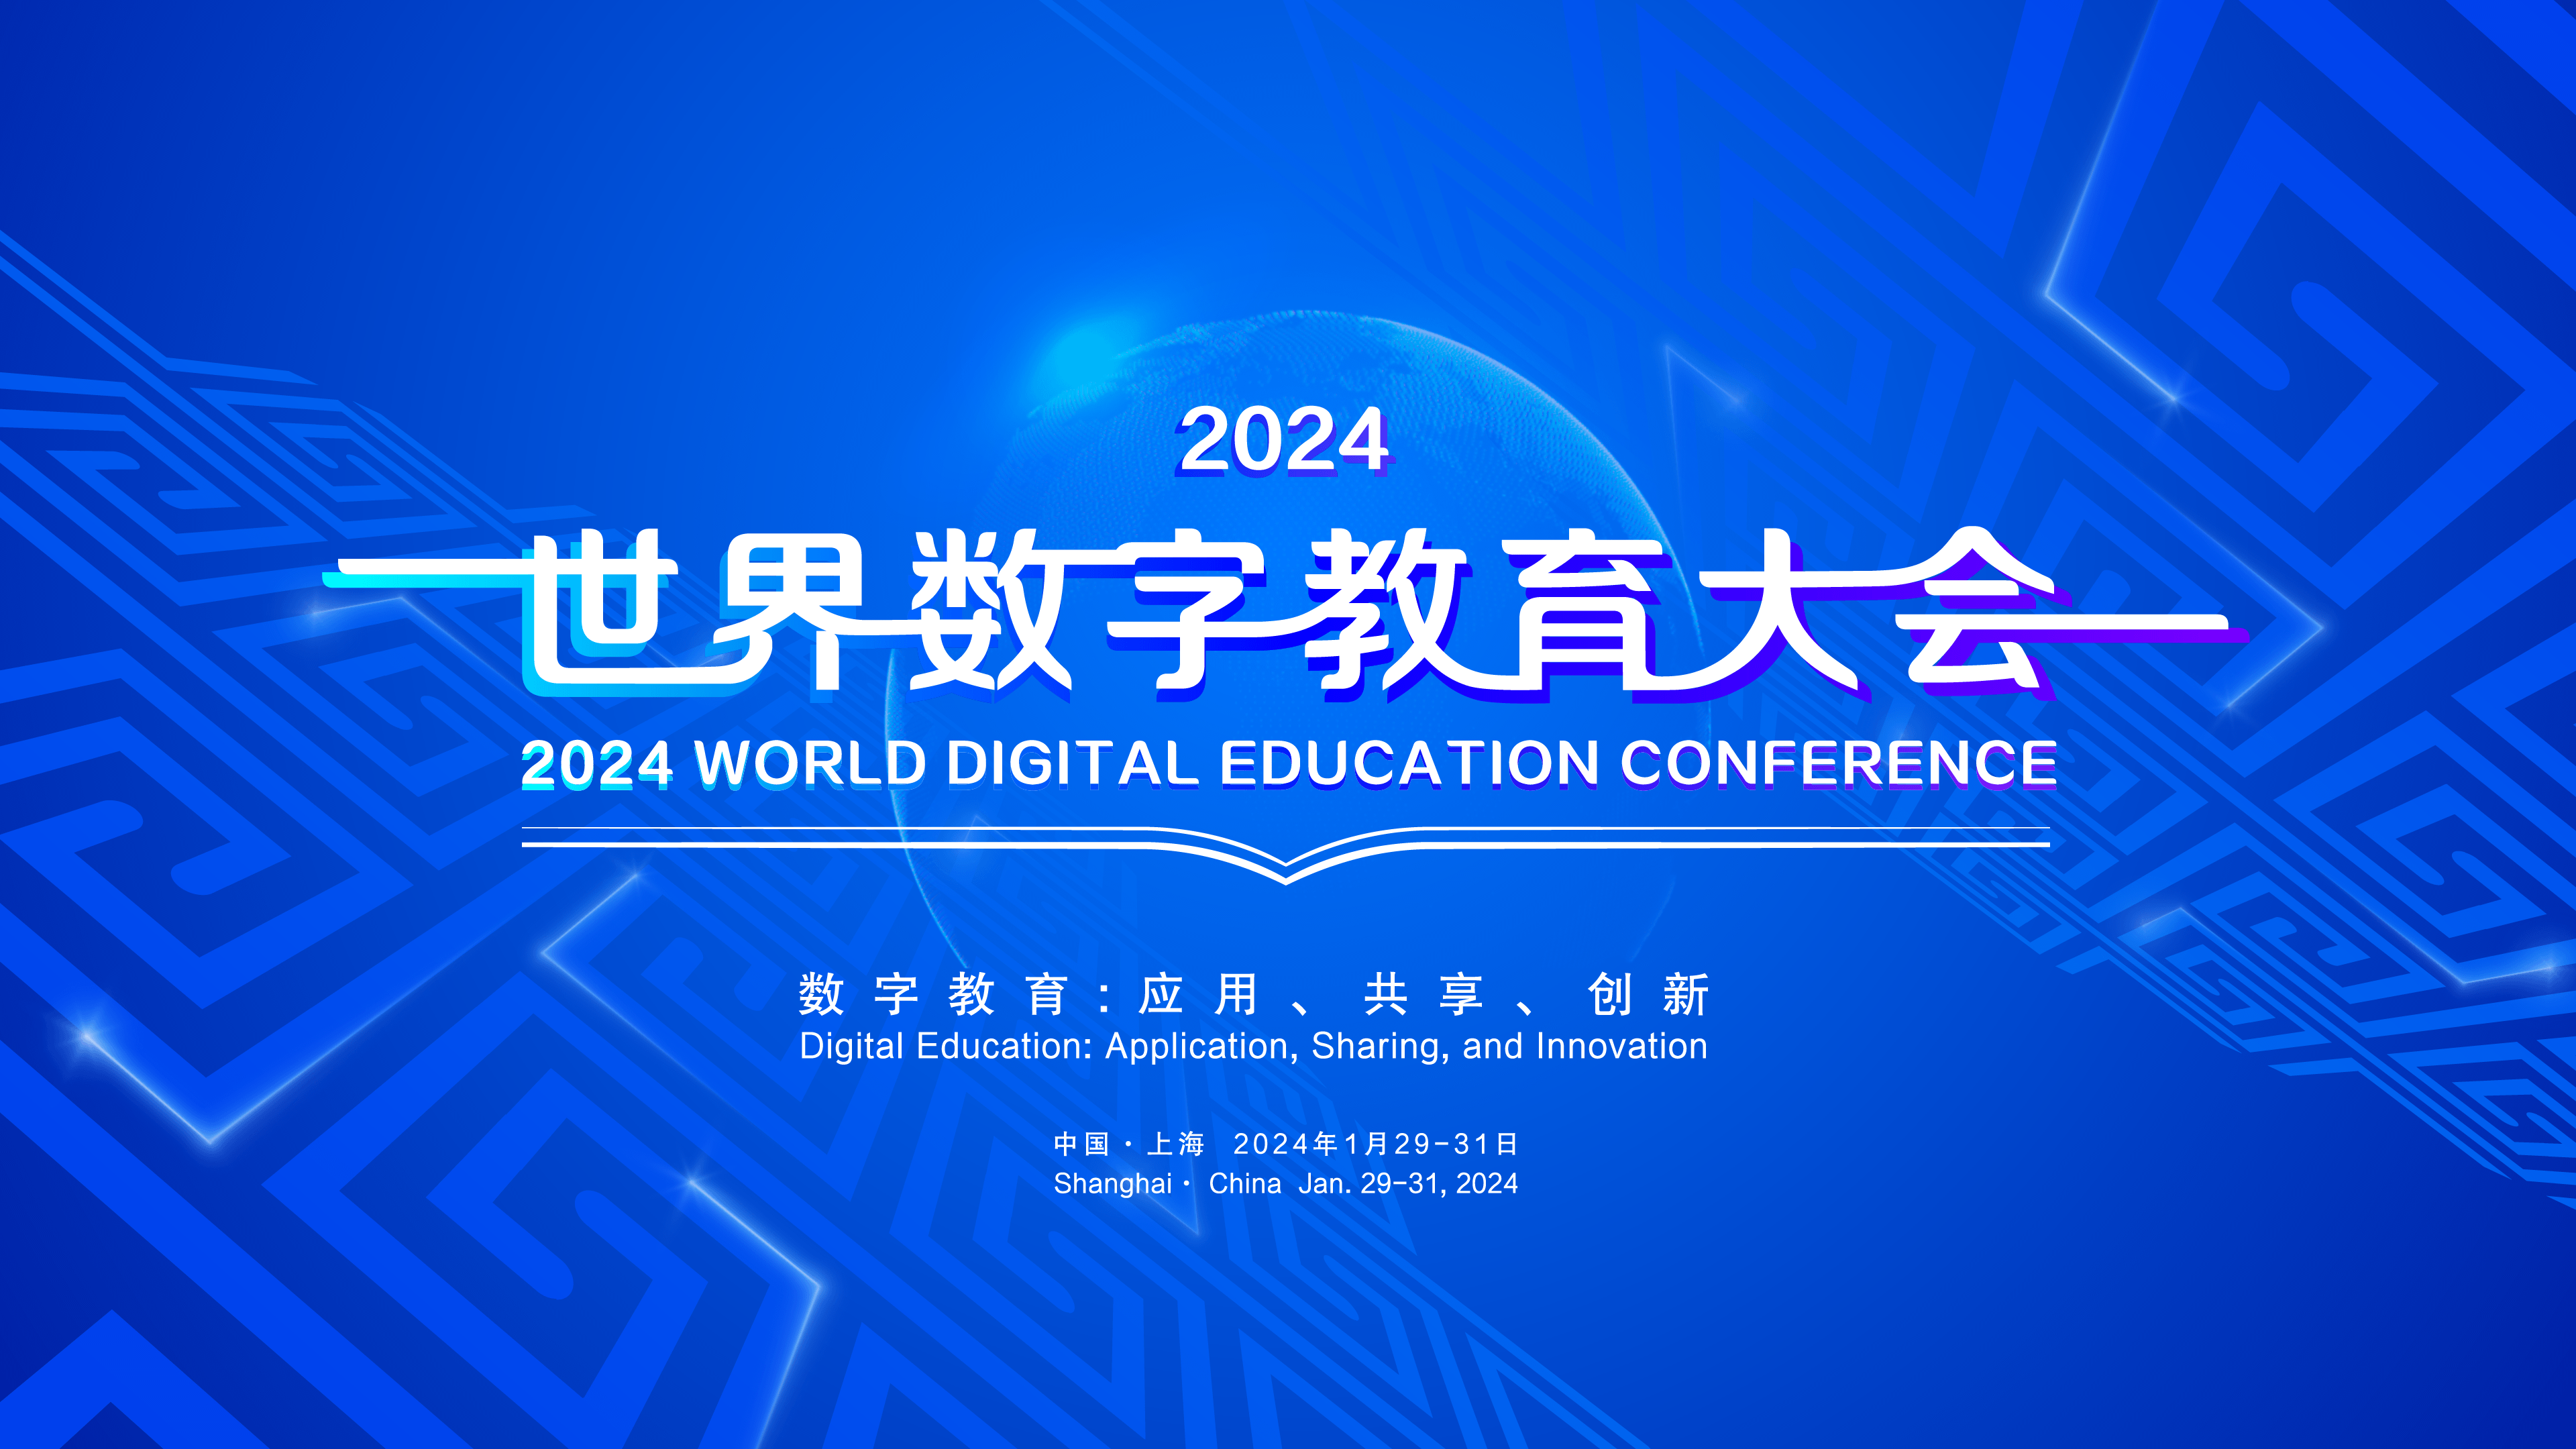 2024
世界数字教育大会
2024 WORLD DIGITAL EDUCATION CONFERENCE
数字教育：应用、共享、创新
Digital Education: Application, Sharing, and Innovation
中国·上海 2024年1月29-31日
Shanghai· China Jan. 29-31, 2024